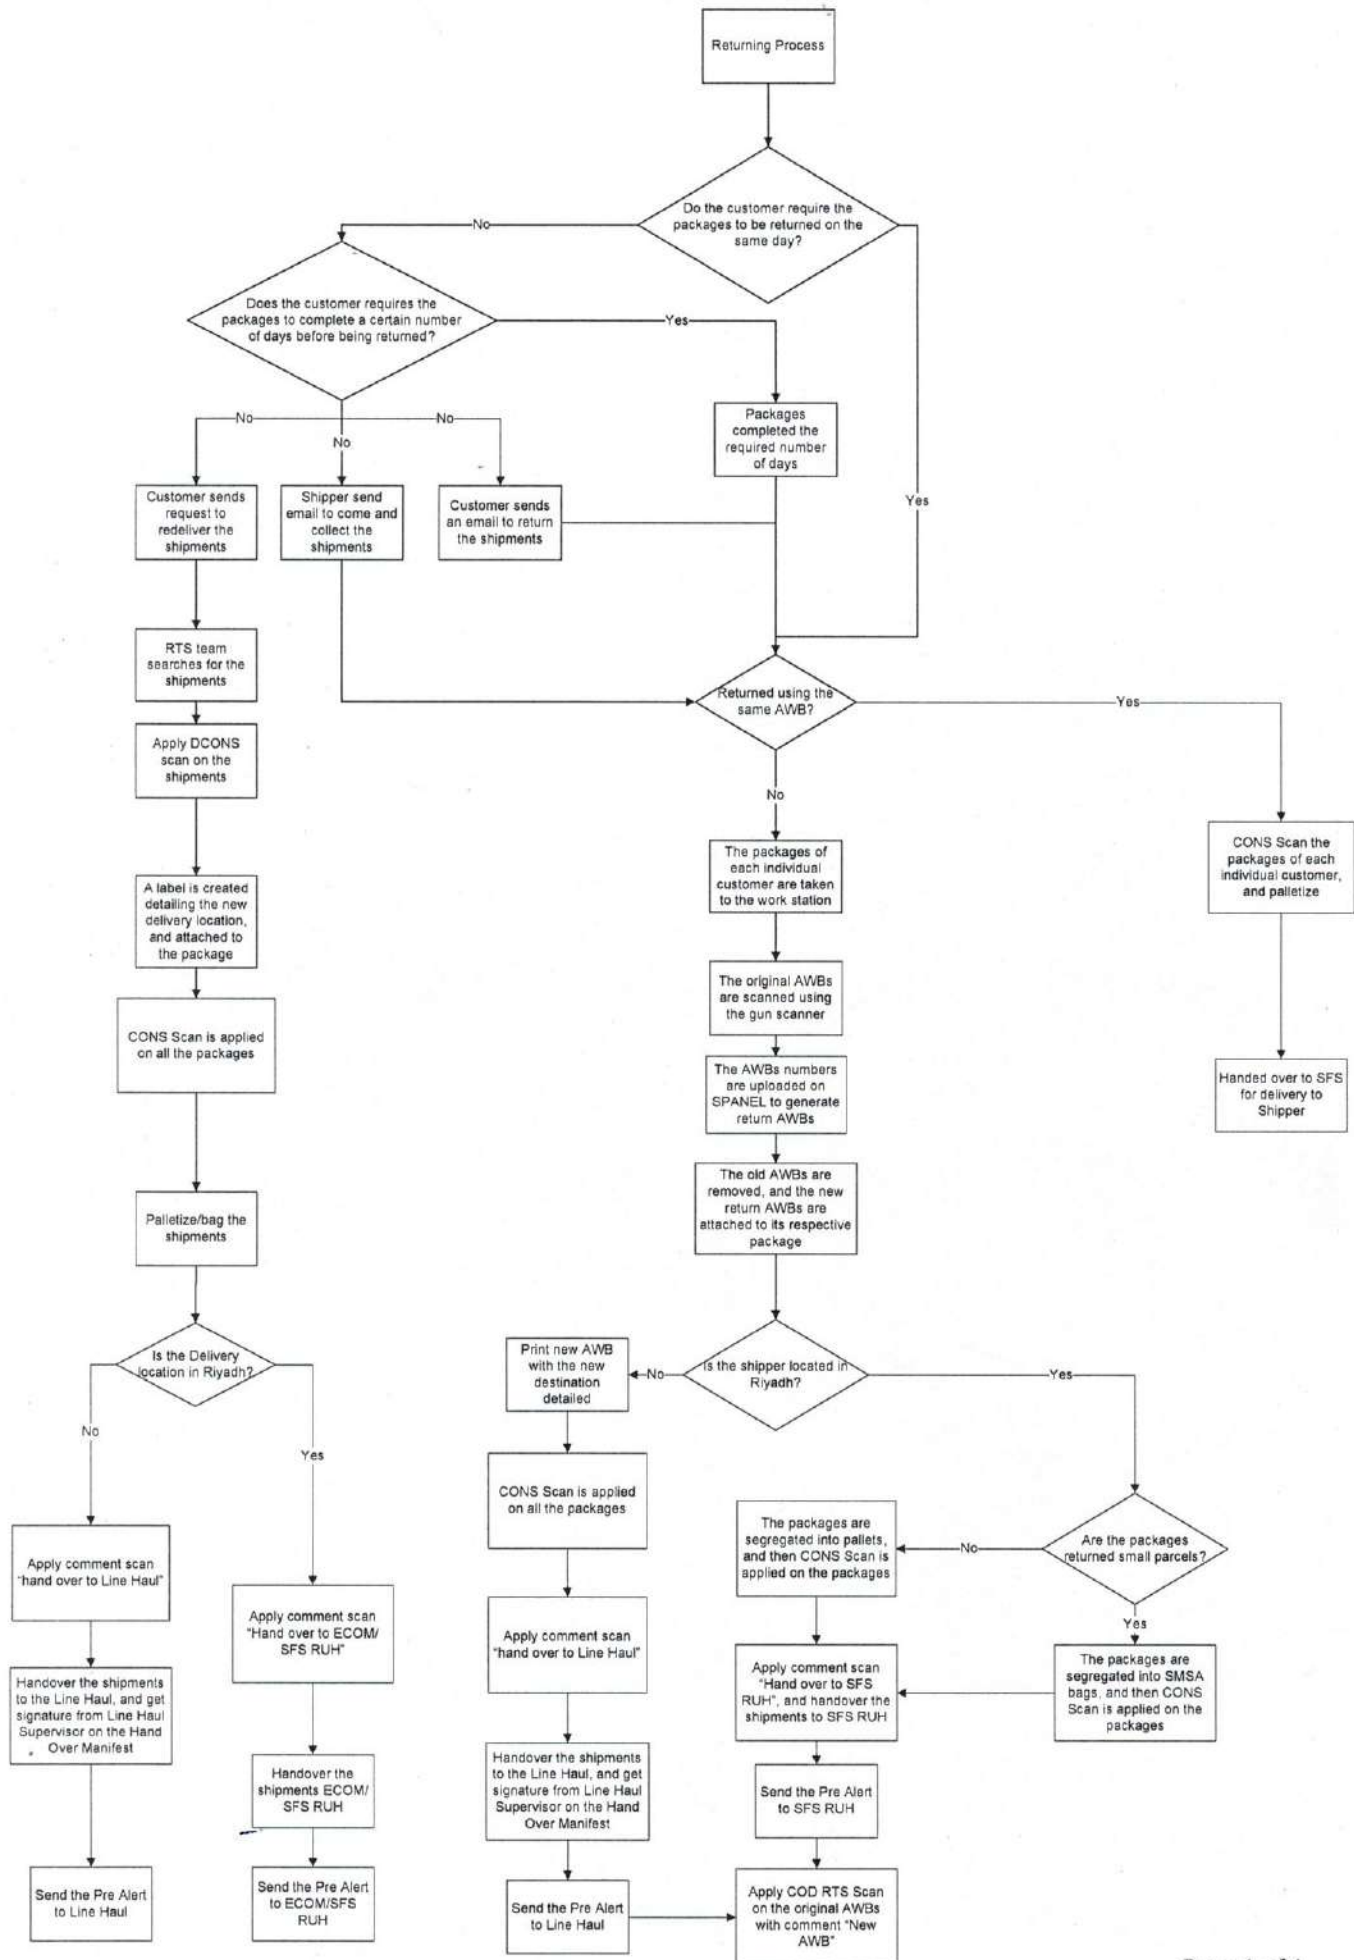 Returning Process
Do the customer require the
packages to be returned on the
same day?
No
Does the customer requires the
packages to complete a certain number
of days before being returned?
Yes
No
No
No
Packages
completed the
required number
of days
Yes
Customer sends
request to
redeliver the
shipments
Shipper send
email to come and
collect the
shipments
Customer sends
an email to return
the shipments
RTS team
searches for the
shipments
Returned using the
same AWB?
Yes
Apply DCONS
scan on the
shipments
No
The packages of
each individual
customer are taken
to the work station
CONS Scan the
packages of each
individual customer,
and palletize
A label is created
detailing the new
delivery location,
and attached to
the package
The original AWBs
are scanned using
the gun scanner
CONS Scan is applied
on all the packages
The AWBs numbers
are uploaded on
SPANEL to generate
return AWBs
Handed over to SFS
for delivery to
Shipper
The old AWBs are
removed, and the new
return AWBs are
attached to its respective
package
Palletize/bag the
shipments
Is the Delivery
location in Riyadh?
Print new AWB
with the new
destination
detailed
No
Is the shipper located in
Riyadh?
Yes
No
Yes
CONS Scan is applied
on all the packages
The packages are
segregated into pallets,
and then CONS Scan is
applied on the packages
No
Are the packages
returned small parcels?
Yes
Apply comment scan
"hand over to Line Haul"
Apply comment scan
"Hand over to ECOM/
SFS RUH"
Apply comment scan
"hand over to Line Haul"
Apply comment scan
"Hand over to SFS
RUH", and handover the
shipments to SFS RUH
The packages are
segregated into SMSA
bags, and then CONS
Scan is applied on the
packages
Handover the shipments
to the Line Haul, and get
signature from Line Haul
Supervisor on the Hand
Over Manifest
Handover the
shipments ECOM/
SFS RUH
Handover the shipments
to the Line Haul, and get
signature from Line Haul
Supervisor on the Hand
Over Manifest
Send the Pre Alert
to SFS RUH
Send the Pre Alert
to Line Haul
Send the Pre Alert
to ECOM/SFS
RUH
Send the Pre Alert
to Line Haul
Apply COD RTS Scan
on the original AWBs
with comment "New
AWB"